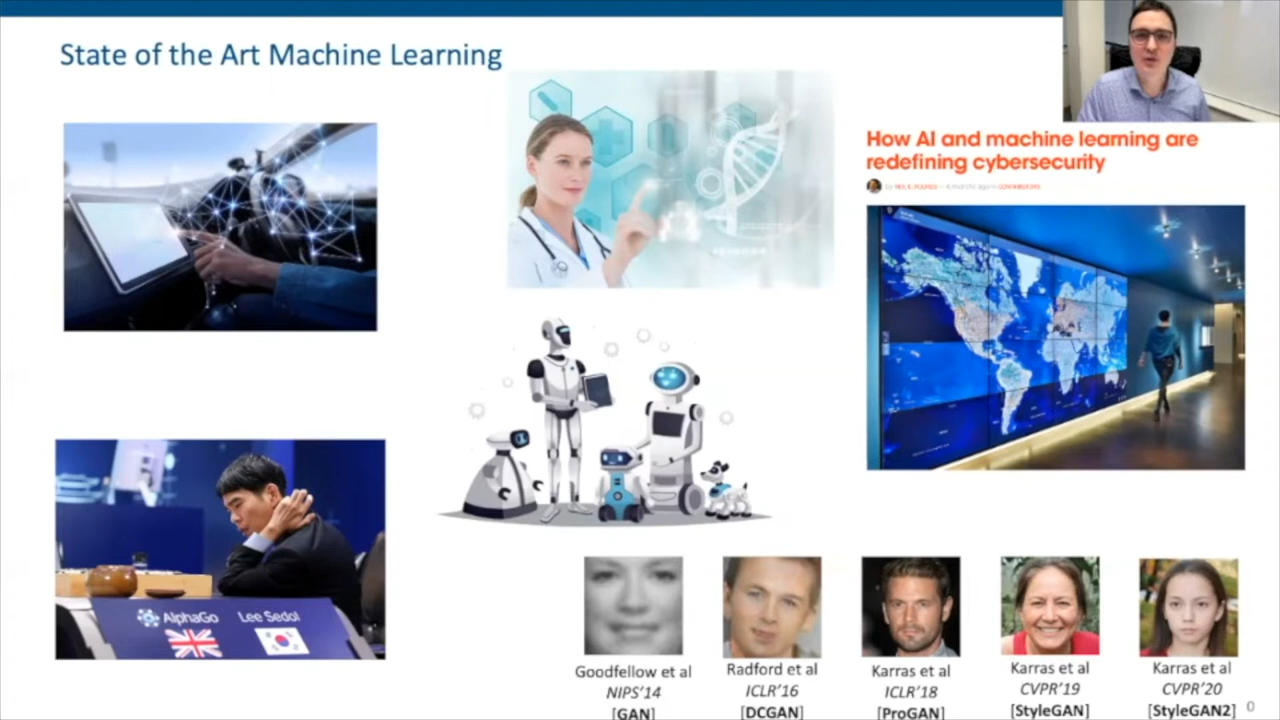 State of the Art Machine Learning
How AI and machine learning are
redefining cybersecurity
AlphaGo Lee Sedol
Goodfellow et al
NIPS'14
[GAN]
Radford et al
ICLR'16
[DCGAN]
Karras et al
ICLR'18
[ProGAN]
Karras et al
CVPR'19
[StyleGAN]
Karras et al
CVPR'20
[StyleGAN2]
0